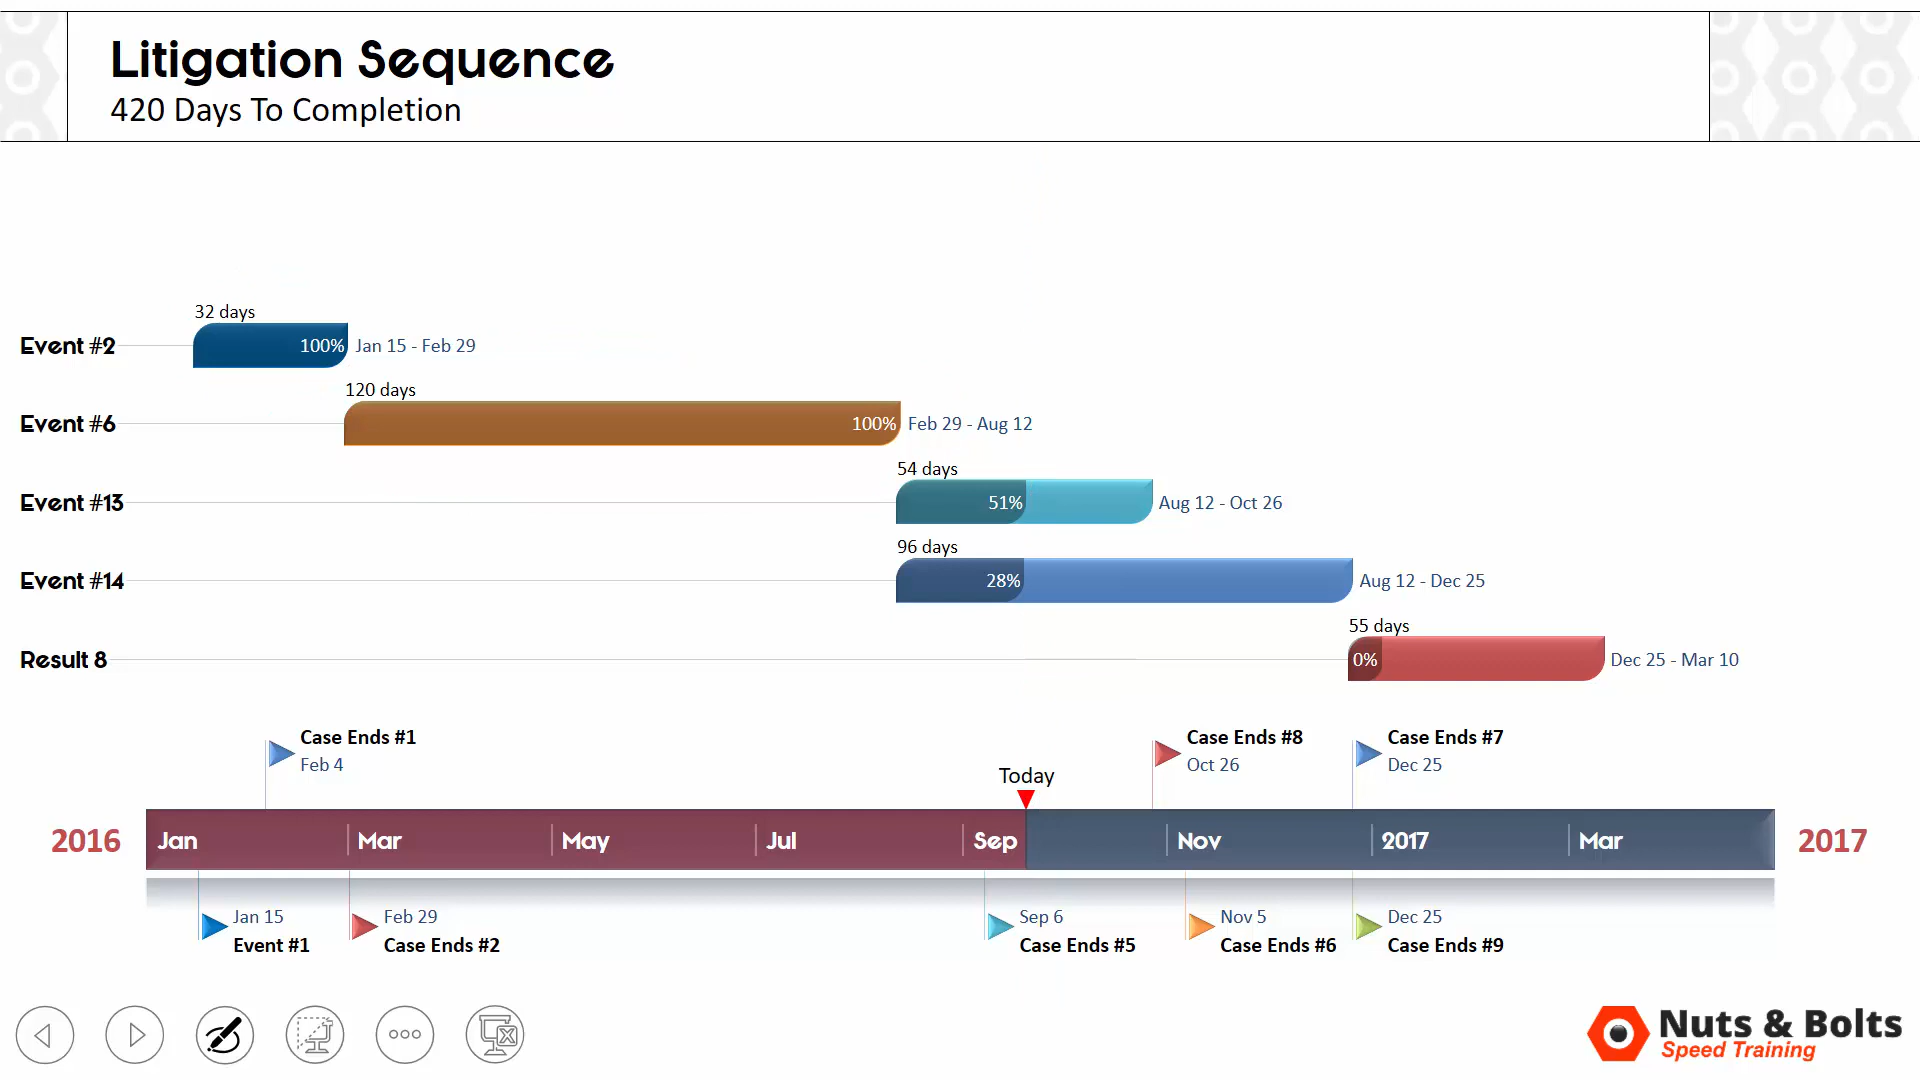 Litigation Sequence
420 Days To Completion
32 days
Event #2 100% Jan 15 - Feb 29
120 days
Event #6 100% Feb 29 - Aug 12
54 days
Event #13 51% Aug 12 - Oct 26
96 days
Event #14 28% Aug 12 - Dec 25
55 days
Result 8 0% Dec 25 - Mar 10
Case Ends #1 Case Ends #8 Case Ends #7
Feb 4 Oct 26 Dec 25
Today
2016 Jan Mar May Jul Sep Nov 2017 Mar 2017
Jan 15 Feb 29 Sep 6 Nov 5 Dec 25
Event #1 Case Ends #2 Case Ends #5 Case Ends #6 Case Ends #9
Nuts & Bolts
Speed Training